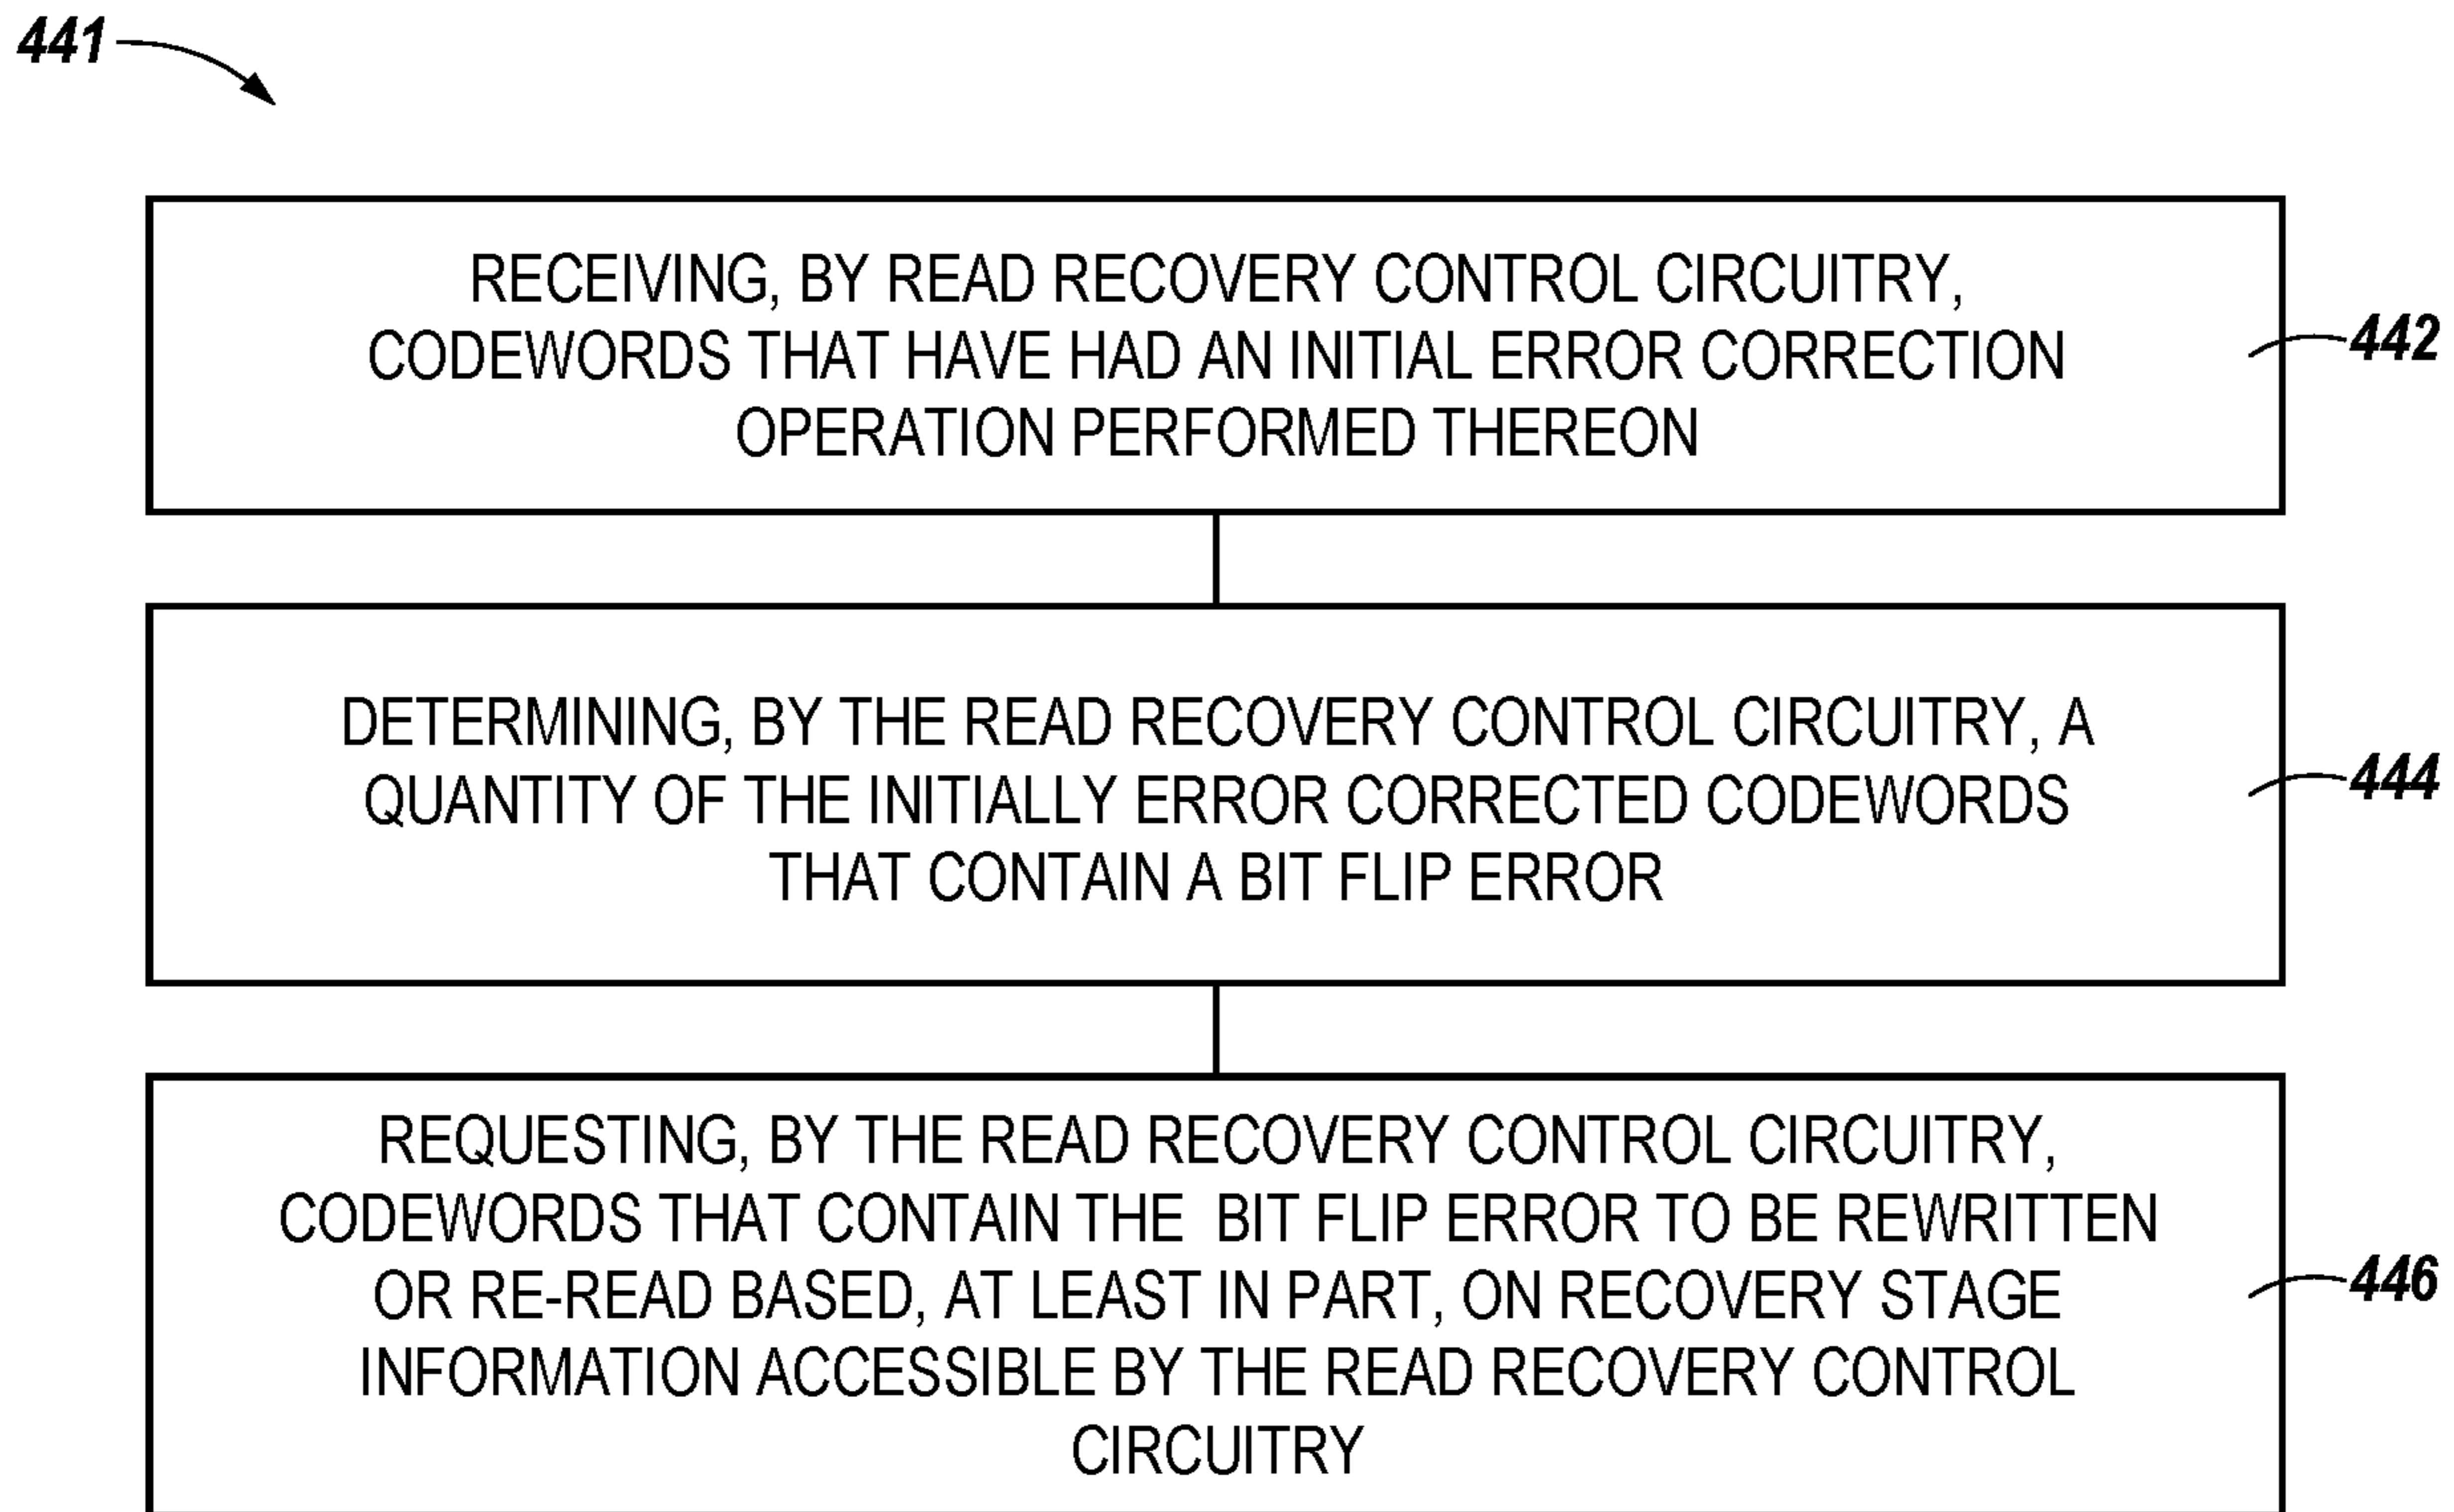 441
RECEIVING, BY READ RECOVERY CONTROL CIRCUITRY,
CODEWORDS THAT HAVE HAD AN INITIAL ERROR CORRECTION
OPERATION PERFORMED THEREON
442
DETERMINING, BY THE READ RECOVERY CONTROL CIRCUITRY, A
QUANTITY OF THE INITIALLY ERROR CORRECTED CODEWORDS
THAT CONTAIN A BIT FLIP ERROR
444
REQUESTING, BY THE READ RECOVERY CONTROL CIRCUITRY,
CODEWORDS THAT CONTAIN THE BIT FLIP ERROR TO BE REWRITTEN
OR RE-READ BASED, AT LEAST IN PART, ON RECOVERY STAGE
INFORMATION ACCESSIBLE BY THE READ RECOVERY CONTROL
CIRCUITRY
446